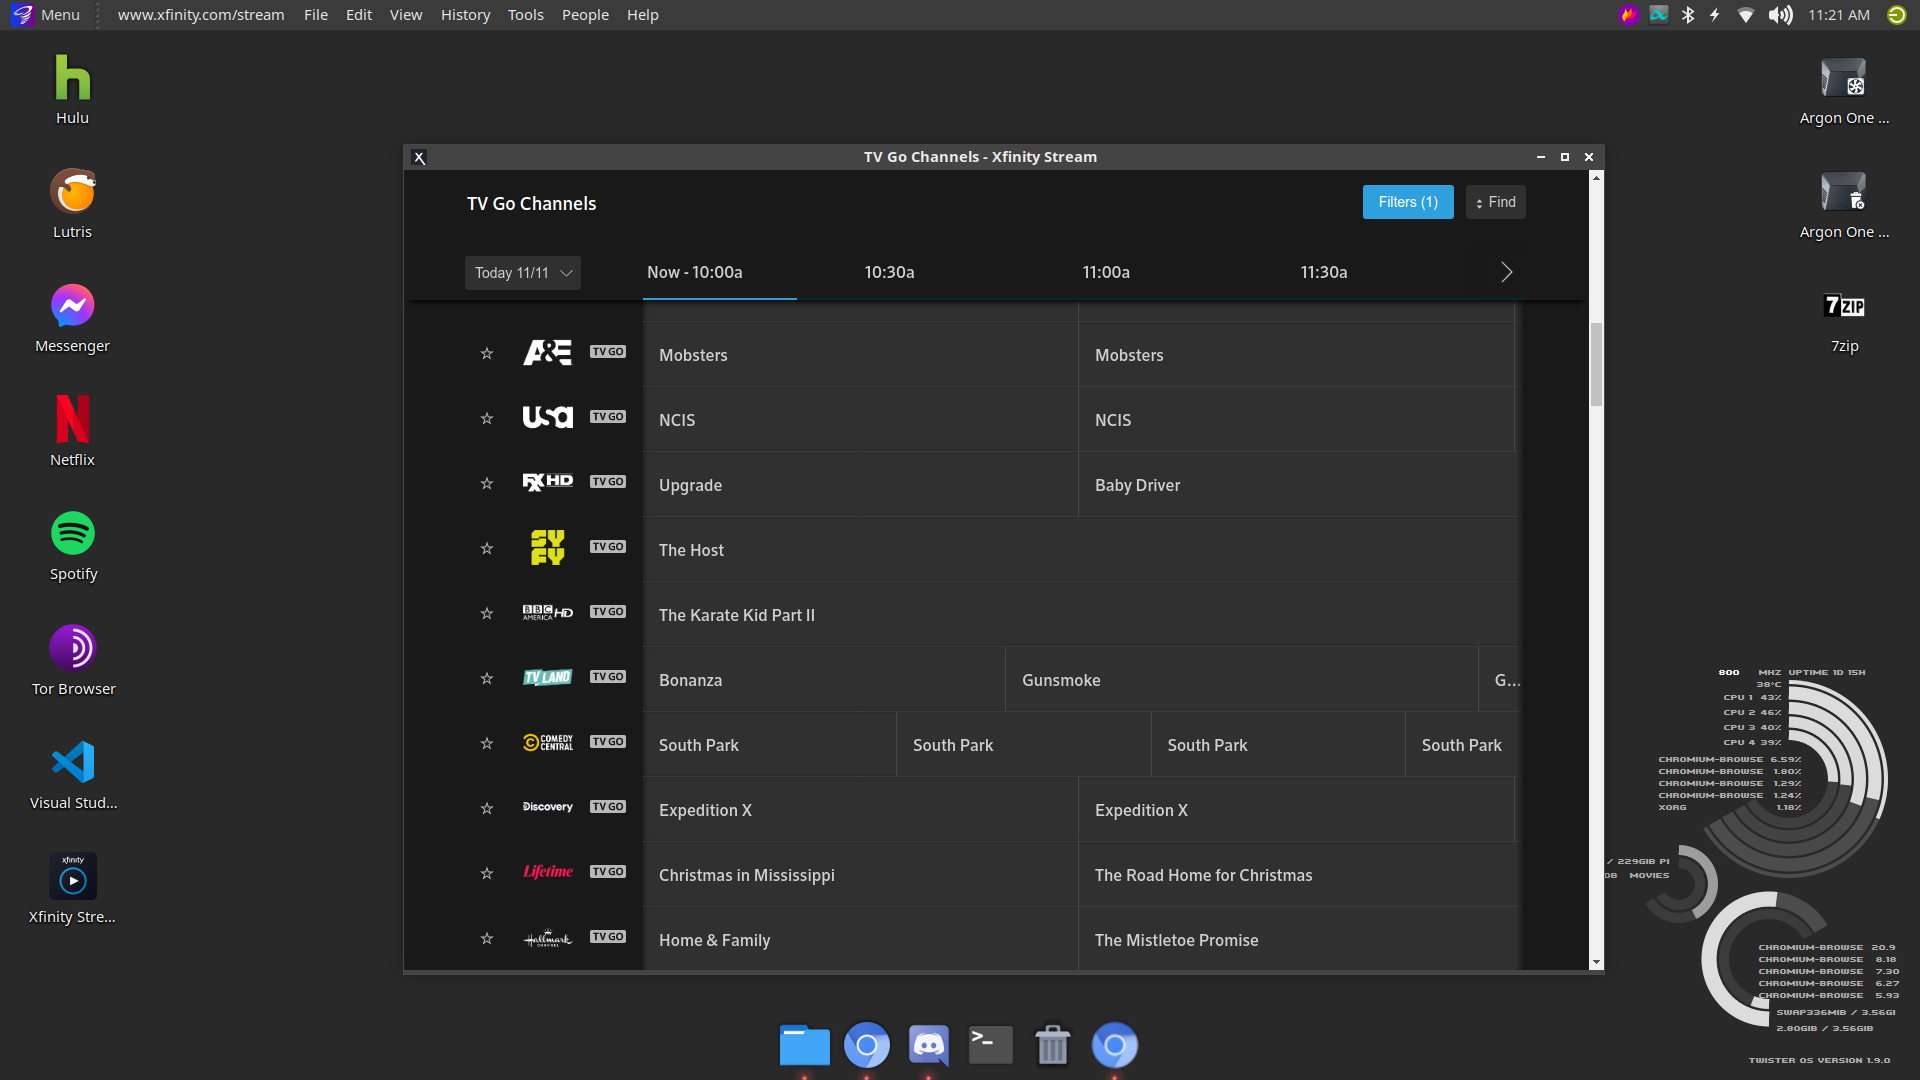 Menu www.xfinity.com/stream File Edit View History Tools People Help 11:21 AM
Hulu
Lutris
Messenger
Netflix
Spotify
Tor Browser
Visual Stud...
xfinity
Xfinity Stre...
Argon One ...
Argon One ...
7 ZIP
7zip
X TV Go Channels - Xfinity Stream
TV Go Channels Filters (1) Find
Today 11/11 Now - 10:00a 10:30a 11:00a 11:30a
A&E TV GO Mobsters Mobsters
USA TV GO NCIS NCIS
FXX HD TV GO Upgrade Baby Driver
SYFY TV GO The Host
BBC AMERICA HD TV GO The Karate Kid Part II
TV LAND TV GO Bonanza Gunsmoke G...
COMEDY CENTRAL TV GO South Park South Park South Park South Park
Discovery TV GO Expedition X Expedition X
Lifetime TV GO Christmas in Mississippi The Road Home for Christmas
Hallmark CHANNEL TV GO Home & Family The Mistletoe Promise
800 MHZ UPTIME 1D 15H
38°C
CPU 1 43%
CPU 2 46%
CPU 3 40%
CPU 4 39%
CHROMIUM-BROWSE 6.59%
CHROMIUM-BROWSE 1.80%
CHROMIUM-BROWSE 1.29%
CHROMIUM-BROWSE 1.24%
XORG 1.18%
/ 229GIB PI
MOVIES
CHROMIUM-BROWSE 20.9
CHROMIUM-BROWSE 8.18
CHROMIUM-BROWSE 7.30
CHROMIUM-BROWSE 6.27
CHROMIUM-BROWSE 5.93
SWAP336MIB / 3.56GI
2.80GIB / 3.56GIB
TWISTER OS VERSION 1.9.0